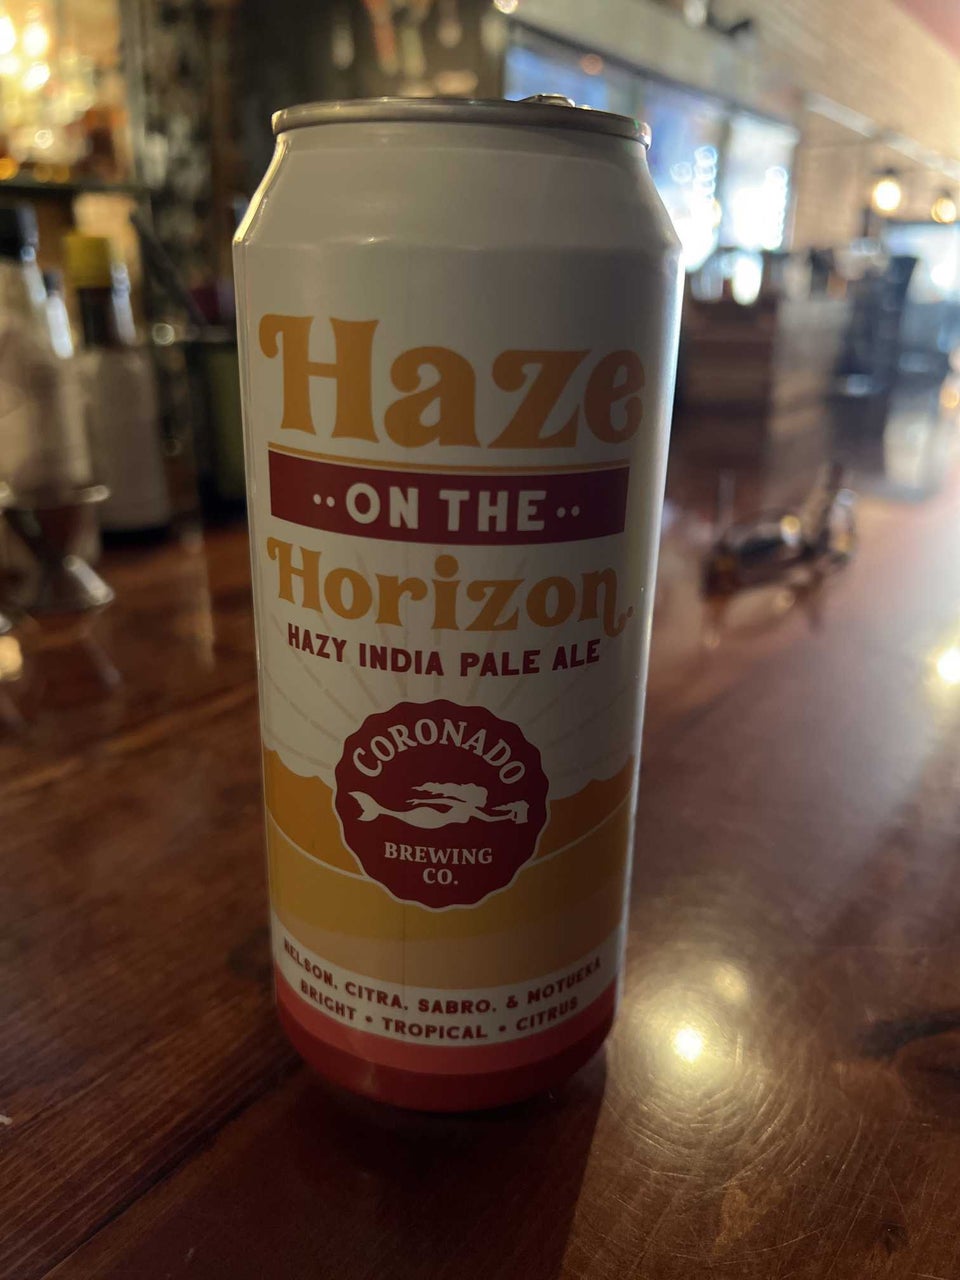 Haze
ON THE
Horizon
HAZY INDIA PALE ALE
CORONADO
BREWING
CO.
NELSON, CITRA, SABRO, & MOTUEKA
BRIGHT • TROPICAL • CITRUS